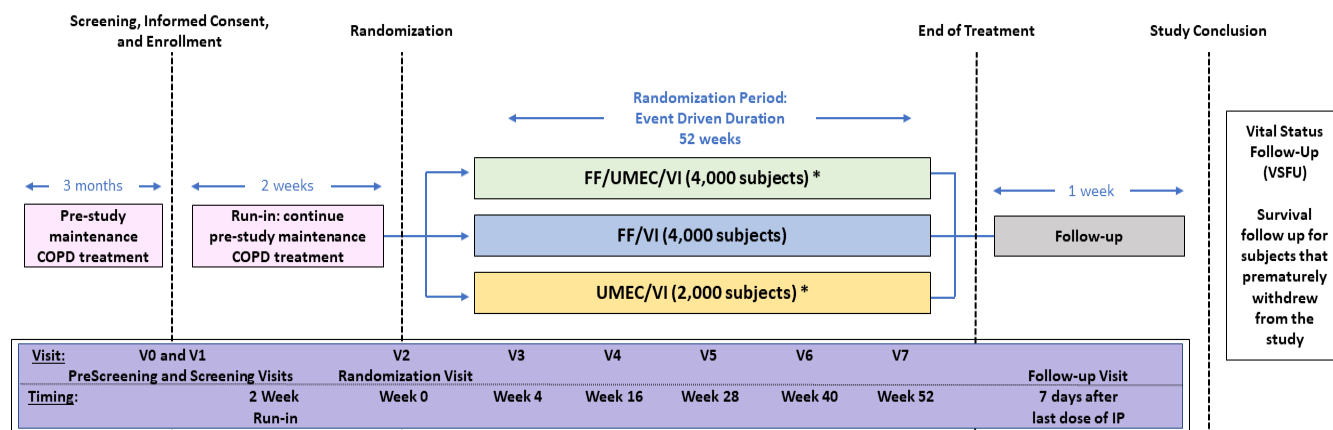 Screening, Informed Consent,
and Enrollment
Randomization
End of Treatment
Study Conclusion
Randomization Period:
Event Driven Duration
52 weeks
3 months
2 weeks
1 week
Pre-study
maintenance
COPD treatment
Run-in: continue
pre-study maintenance
COPD treatment
FF/UMEC/VI (4,000 subjects) *
FF/VI (4,000 subjects)
UMEC/VI (2,000 subjects) *
Follow-up
Vital Status
Follow-Up
(VSFU)
Survival
follow up for
subjects that
prematurely
withdrew
from the
study
Visit: V0 and V1 V2 V3 V4 V5 V6 V7
PreScreening and Screening Visits Randomization Visit Follow-up Visit
Timing: 2 Week Week 0 Week 4 Week 16 Week 28 Week 40 Week 52 7 days after
Run-in last dose of IP